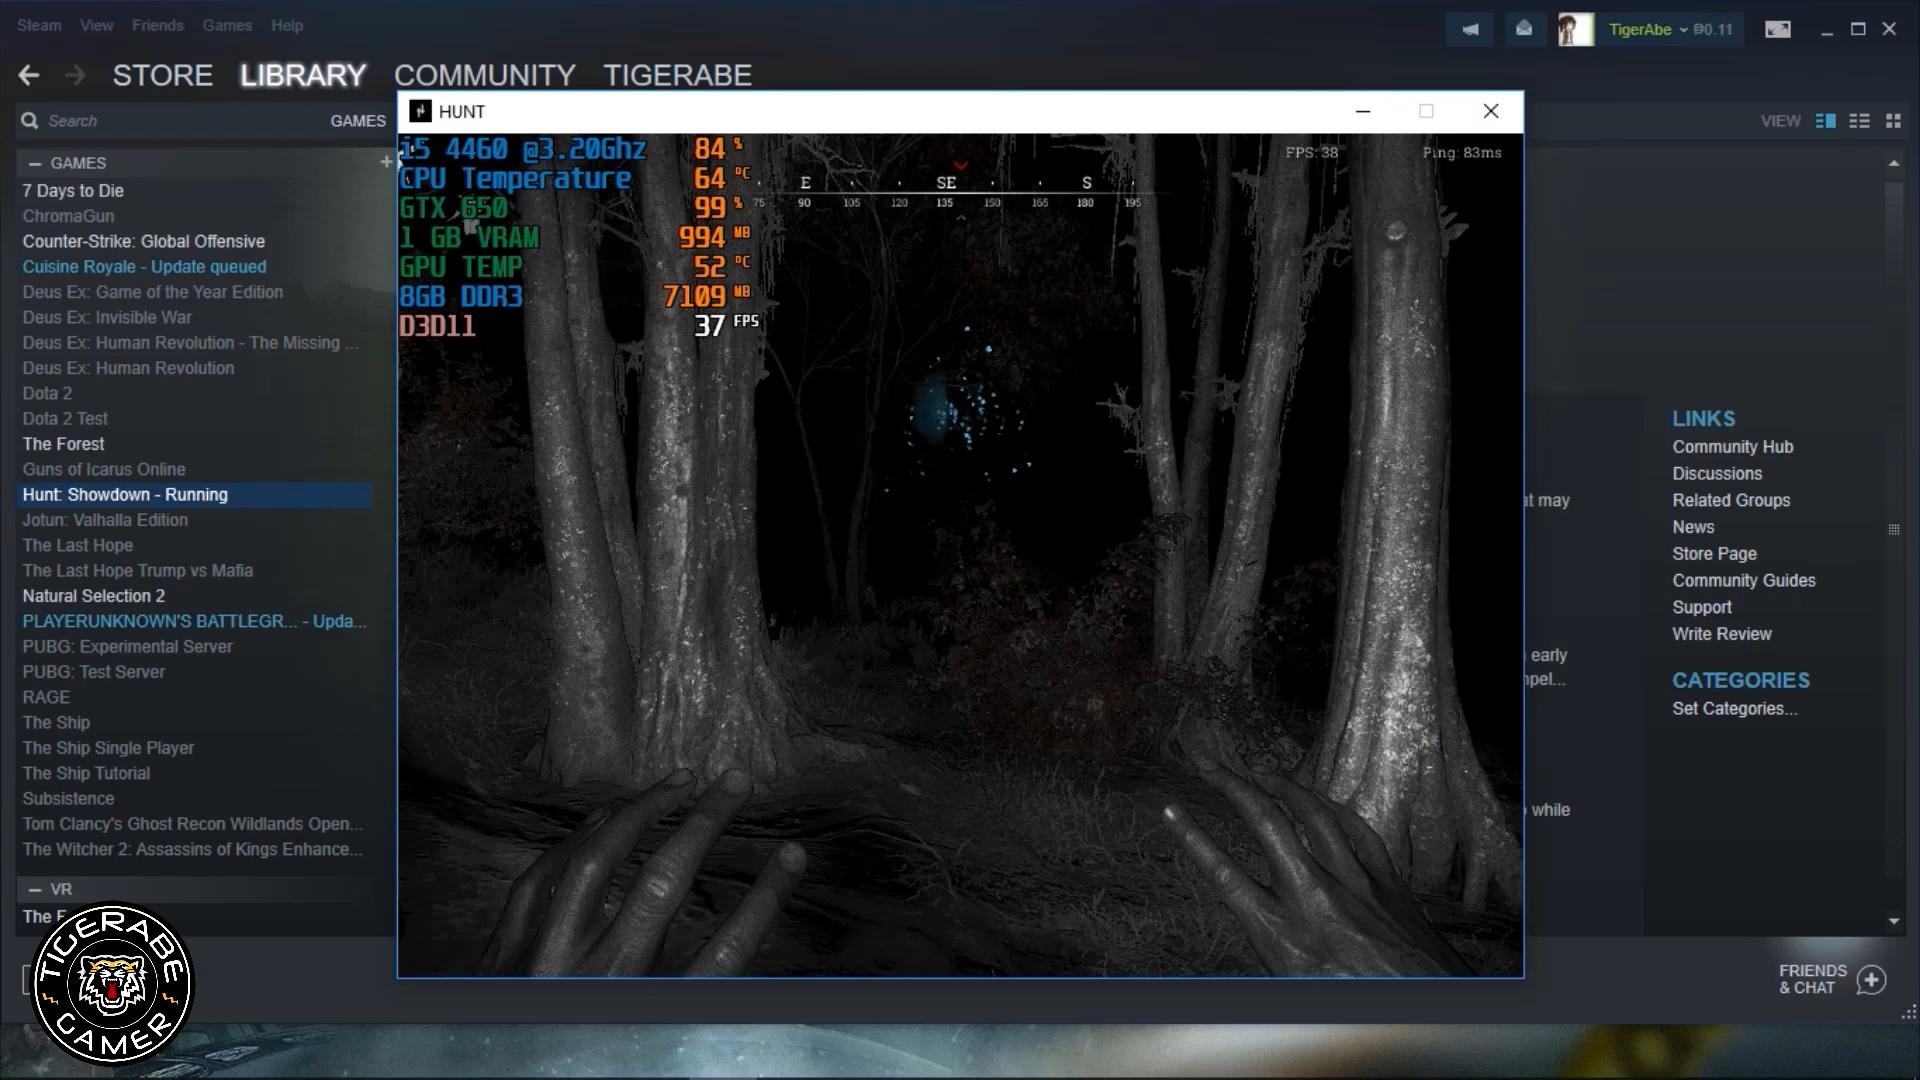 Steam View Friends Games Help
TigerAbe ₱0.11
STORE LIBRARY COMMUNITY TIGERABE
Search GAMES
HUNT
VIEW
GAMES +
7 Days to Die
ChromaGun
Counter-Strike: Global Offensive
Cuisine Royale - Update queued
Deus Ex: Game of the Year Edition
Deus Ex: Invisible War
Deus Ex: Human Revolution - The Missing ...
Deus Ex: Human Revolution
Dota 2
Dota 2 Test
The Forest
Guns of Icarus Online
Hunt: Showdown - Running
Jotun: Valhalla Edition
The Last Hope
The Last Hope Trump vs Mafia
Natural Selection 2
PLAYERUNKNOWN'S BATTLEGR... - Upda...
PUBG: Experimental Server
PUBG: Test Server
RAGE
The Ship
The Ship Single Player
The Ship Tutorial
Subsistence
Tom Clancy's Ghost Recon Wildlands Open...
The Witcher 2: Assassins of Kings Enhance...
VR
The
i5 4460 @3.20Ghz 84 %
CPU Temperature 64 °C
GTX 650 99 %
1 GB VRAM 994 MB
GPU TEMP 52 °C
8GB DDR3 7109 MB
D3D11 37 FPS
E SE S
75 90 105 120 135 150 165 180 195
FPS: 38 Ping: 83ms
may
early
while
LINKS
Community Hub
Discussions
Related Groups
News
Store Page
Community Guides
Support
Write Review
CATEGORIES
Set Categories...
FRIENDS
& CHAT
TIGERABE
GAMER